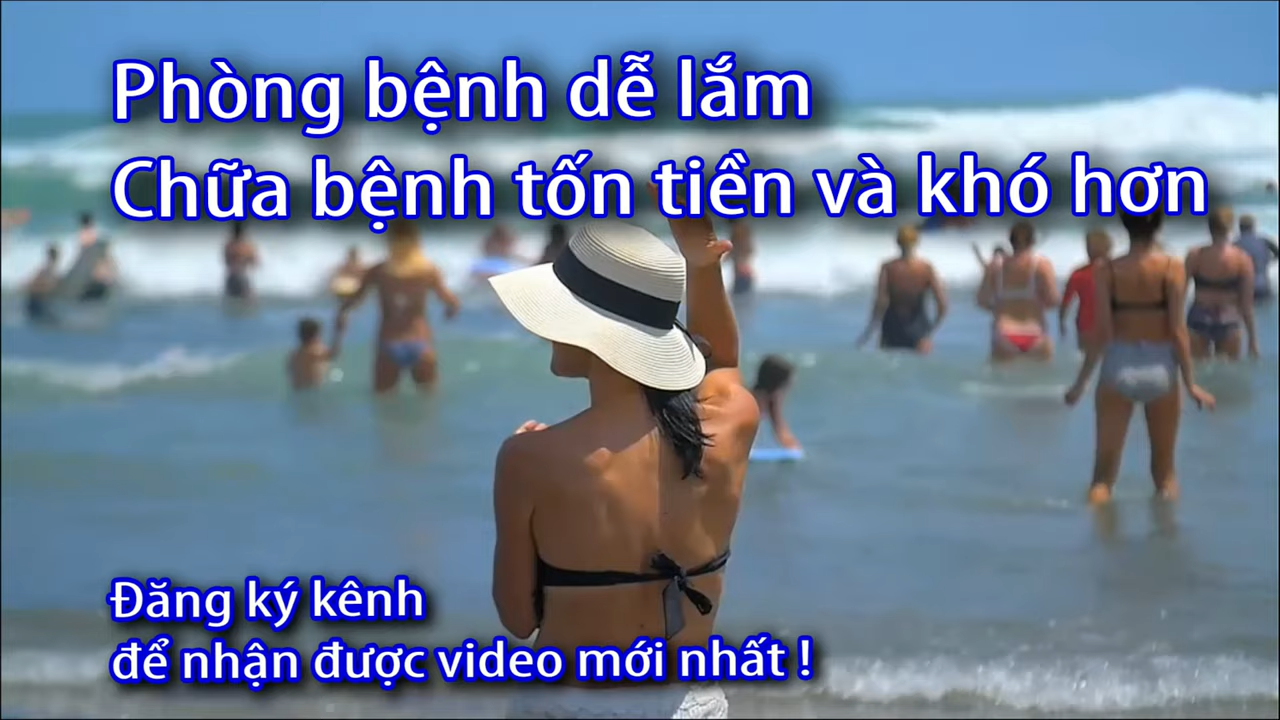 Phòng bệnh dễ lắm
Chữa bệnh tốn tiền và khó hơn
Đăng ký kênh
để nhận được video mới nhất !